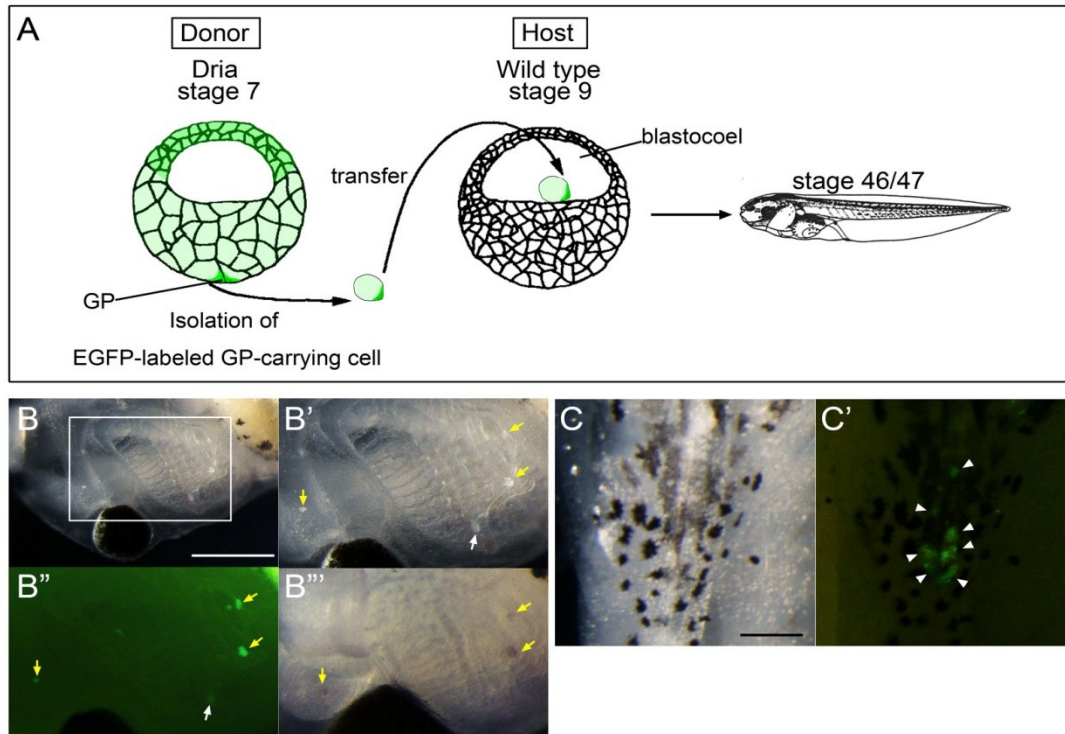 A
Donor
Dria
stage 7
Host
Wild type
stage 9
blastocoel
transfer
stage 46/47
GP
Isolation of
EGFP-labeled GP-carrying cell
B
B'
C
C'
B"
B"'